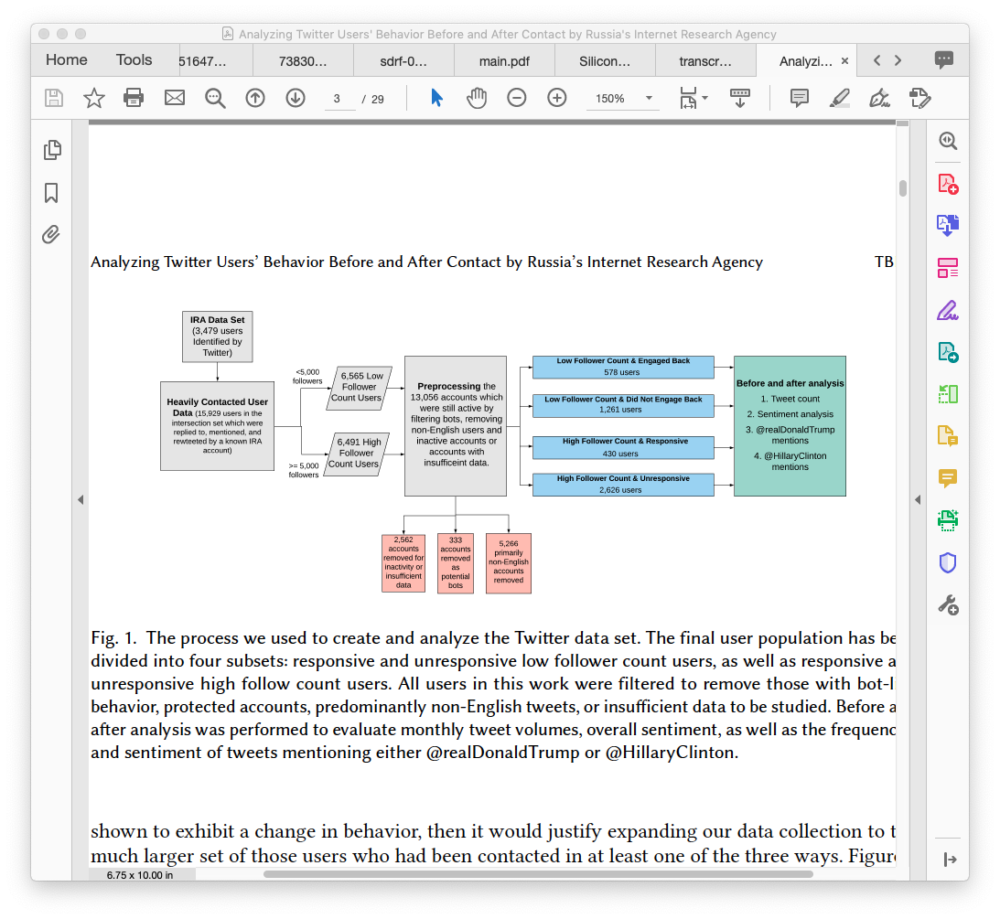 Analyzing Twitter Users' Behavior Before and After Contact by Russia's Internet Research Agency
Home
Tools
51647...
73830...
sdrf-0...
main.pdf
Silicon...
transcr...
Analyzi...
3 / 29
150%
Analyzing Twitter Users’ Behavior Before and After Contact by Russia’s Internet Research Agency
TB
IRA Data Set
(3,479 users
Identified by
Twitter)
Heavily Contacted User
Data (15,929 users in the
intersection set which were
replied to, mentioned, and
rewteeted by a known IRA
account)
<5,000
followers
6,565 Low
Follower
Count Users
>= 5,000
followers
6,491 High
Follower
Count Users
Preprocessing the
13,056 accounts which
were still active by
filtering bots, removing
non-English users and
inactive accounts or
accounts with
insufficeint data.
2,562
accounts
removed for
inactivity or
insufficient
data
333
accounts
removed
as
potential
bots
5,266
primarily
non-English
accounts
removed
Low Follower Count & Engaged Back
578 users
Low Follower Count & Did Not Engage Back
1,261 users
High Follower Count & Responsive
430 users
High Follower Count & Unresponsive
2,626 users
Before and after analysis
1. Tweet count
2. Sentiment analysis
3. @realDonaldTrump
mentions
4. @HillaryClinton
mentions
Fig. 1. The process we used to create and analyze the Twitter data set. The final user population has be
divided into four subsets: responsive and unresponsive low follower count users, as well as responsive a
unresponsive high follow count users. All users in this work were filtered to remove those with bot-l
behavior, protected accounts, predominantly non-English tweets, or insufficient data to be studied. Before a
after analysis was performed to evaluate monthly tweet volumes, overall sentiment, as well as the frequenc
and sentiment of tweets mentioning either @realDonaldTrump or @HillaryClinton.
shown to exhibit a change in behavior, then it would justify expanding our data collection to t
much larger set of those users who had been contacted in at least one of the three ways. Figure
6.75 x 10.00 in